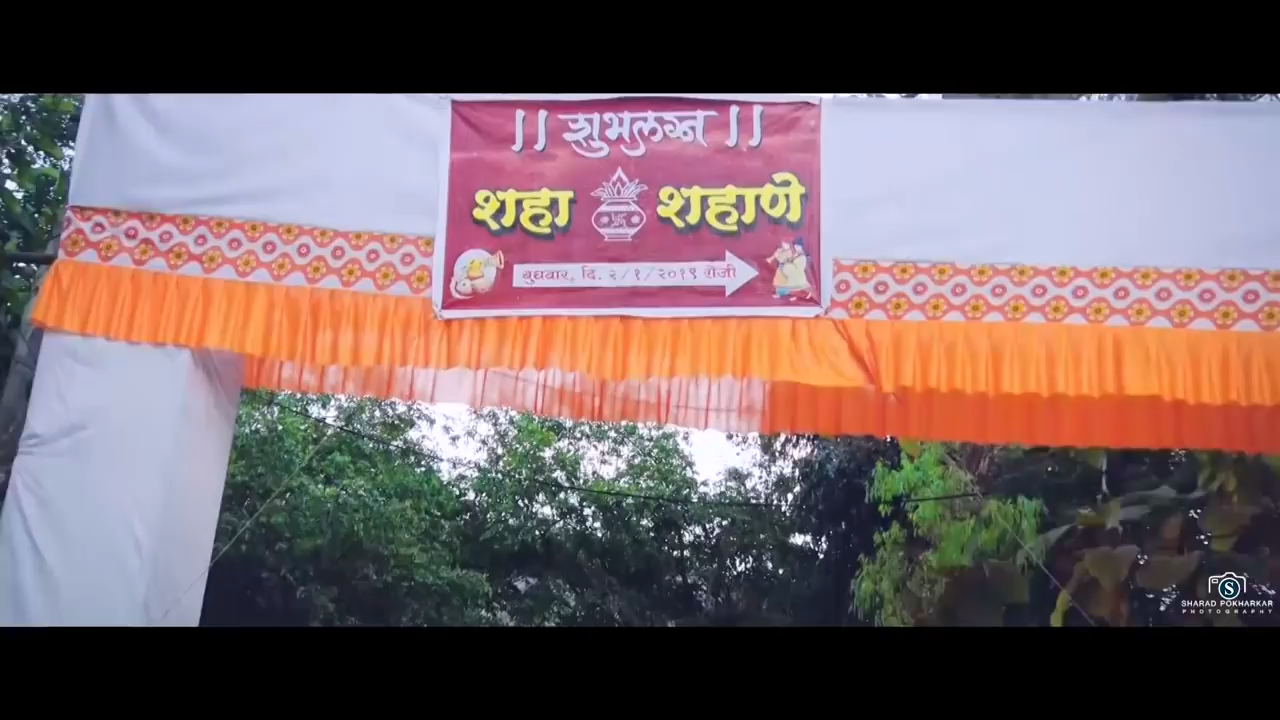 ॥ शुभलग्न ॥
शहा शहाणे
बुधवार, दि. २/१/२०१९ रोजी
S
SHARAD POKHARKAR
PHOTOGRAPHY